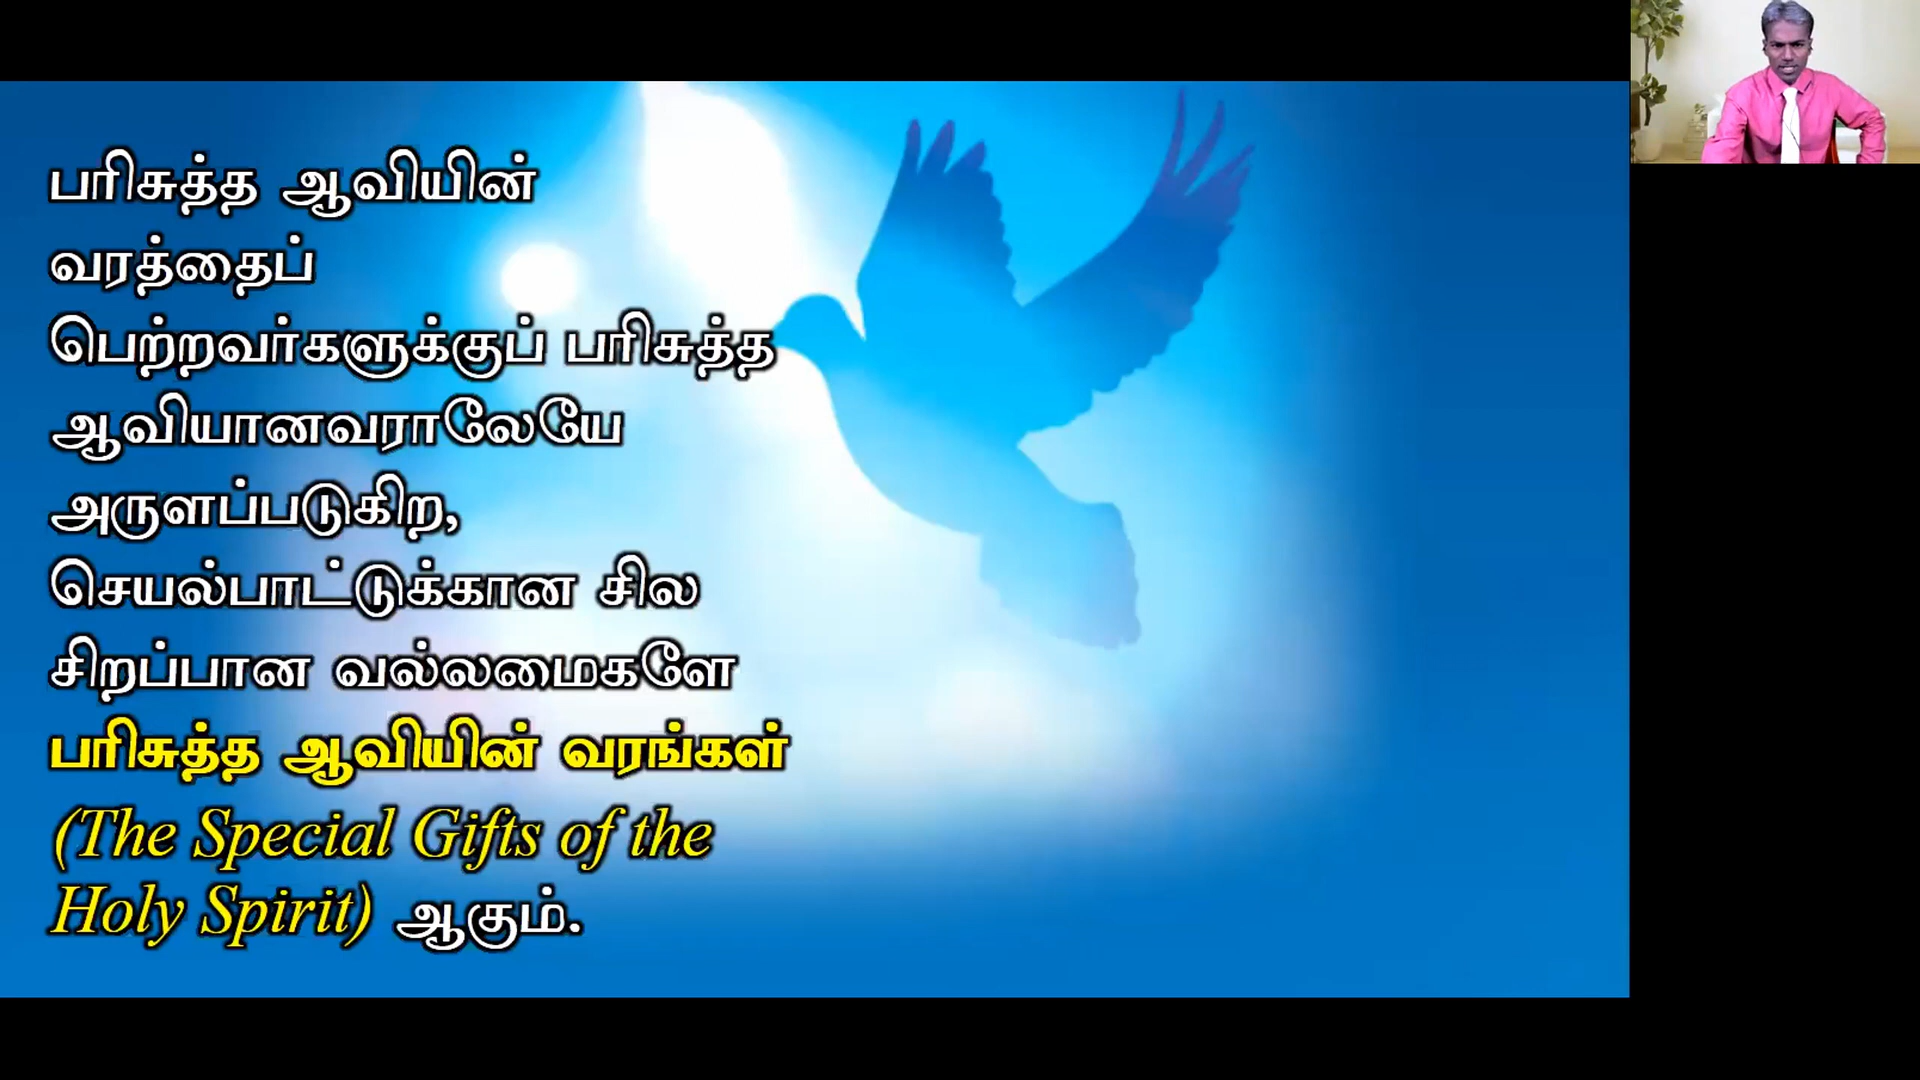 பரிசுத்த ஆவியின்
வரத்தைப்
பெற்றவர்களுக்குப் பரிசுத்த
ஆவியானவராலேயே
அருளப்படுகிற,
செயல்பாட்டுக்கான சில
சிறப்பான வல்லமைகளே
பரிசுத்த ஆவியின் வரங்கள்
(The Special Gifts of the
Holy Spirit) ஆகும்.